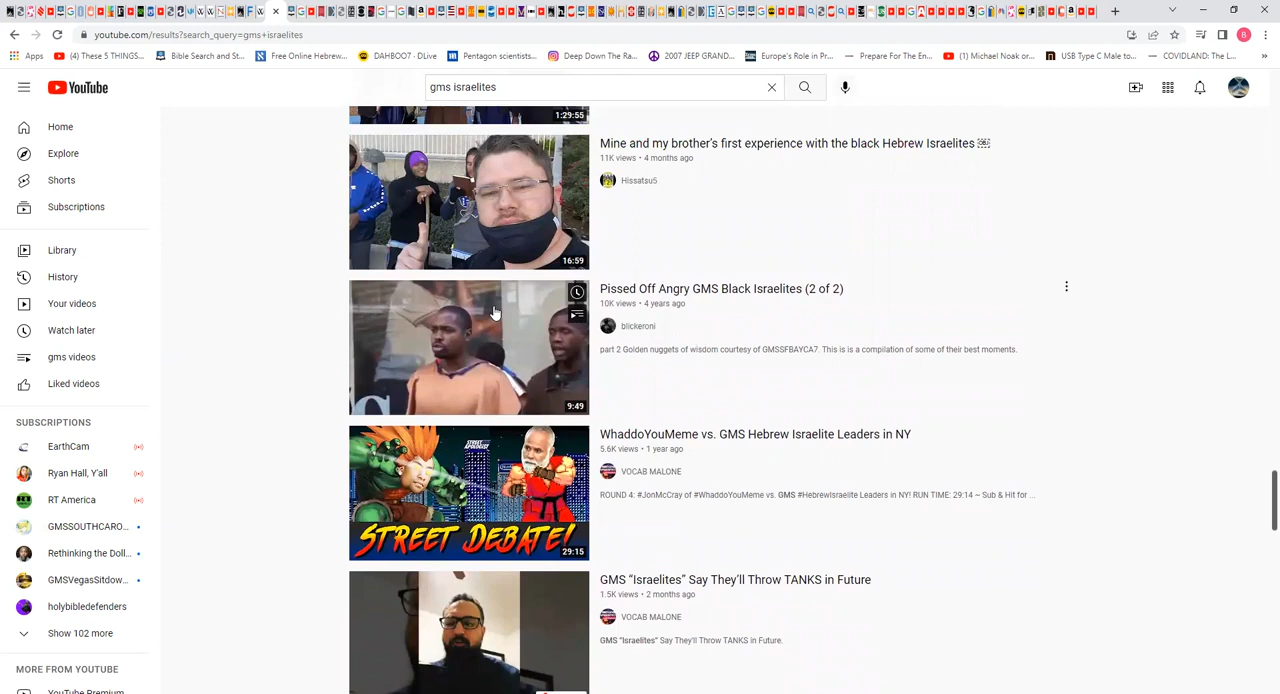 youtube.com/results?search_query=gms+israelites
B
Apps
(4) These 5 THINGS...
Bible Search and St...
Free Online Hebrew...
DAHBOO7 - DLive
Pentagon scientists...
Deep Down The Ra...
2007 JEEP GRAND...
Europe's Role in Pr...
Prepare For The En...
(1) Michael Noak or...
USB Type C Male to...
COVIDLAND: The L...
»
YouTube
gms israelites
Home
Explore
Shorts
Subscriptions
Library
History
Your videos
Watch later
gms videos
Liked videos
SUBSCRIPTIONS
EarthCam
Ryan Hall, Y'all
RT America
GMSSOUTHCARO...
Rethinking the Doll...
GMSVegasSitdow...
holybibledefenders
Show 102 more
MORE FROM YOUTUBE
YouTube Premium
1:29:55
Mine and my brother's first experience with the black Hebrew Israelites
11K views • 4 months ago
Hissatsu5
16:59
Pissed Off Angry GMS Black Israelites (2 of 2)
10K views • 4 years ago
blickeroni
part 2 Golden nuggets of wisdom courtesy of GMSSFBAYCA7. This is is a compilation of some of their best moments.
9:49
WhaddoYouMeme vs. GMS Hebrew Israelite Leaders in NY
5.6K views • 1 year ago
VOCAB MALONE
ROUND 4: #JonMcCray of #WhaddoYouMeme vs. GMS #HebrewIsraelite Leaders in NY! RUN TIME: 29:14 ~ Sub & Hit for ...
STREET APOLOGIST
STREET DEBATE!
29:15
GMS “Israelites” Say They'll Throw TANKS in Future
1.5K views • 2 months ago
VOCAB MALONE
GMS “Israelites” Say They'll Throw TANKS in Future.